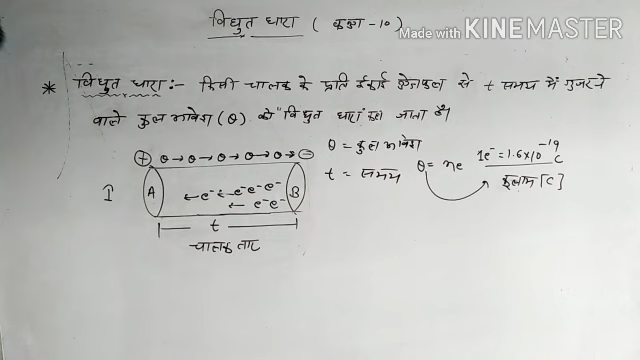 Made with KINEMASTER
विधुत धारा ( कक्षा -10)
* विधुत धारा :- किसी चालक के प्रति ईकाई क्षेत्रफल से t समय में गुजरने
वाले कुल आवेश (θ) को "विधुत धारा" कहा जाता है।
⊕ θ→ θ→ θ→ θ→ θ→ ⊖
I A ← e⁻ ← e⁻ e⁻ e⁻ B
← e⁻ e⁻
t
चालक तार
θ = कुल आवेश
t = समय
θ = ne
1e⁻ = 1.6×10⁻¹⁹ C
कुलाम [C]